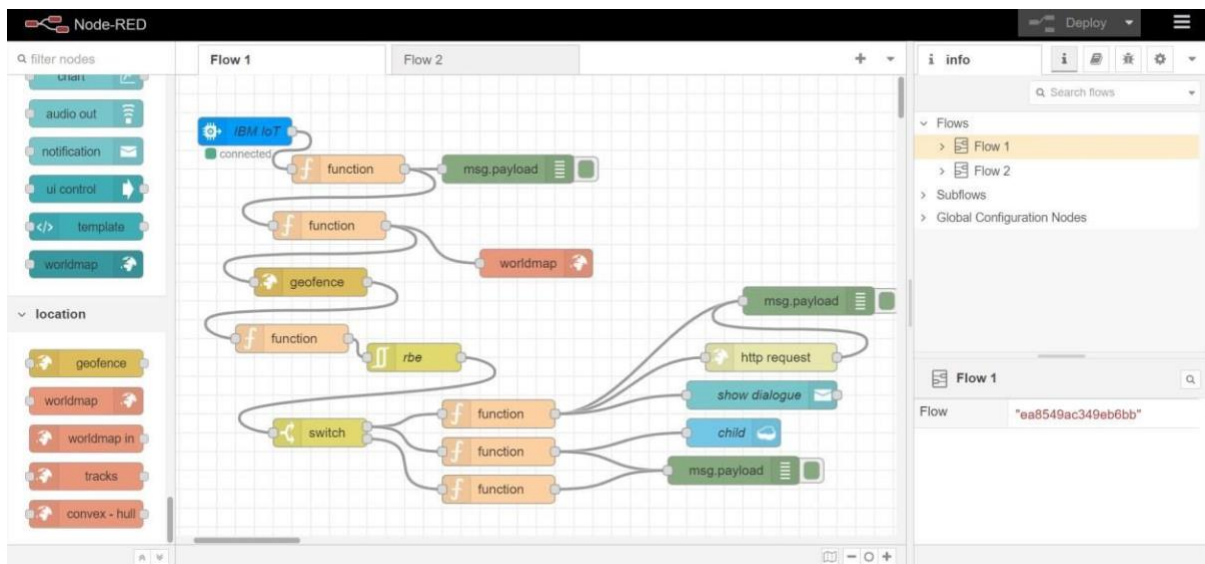 Node-RED
Deploy
filter nodes
chart
audio out
notification
ui control
template
worldmap
location
geofence
worldmap
worldmap in
tracks
convex - hull
Flow 1
Flow 2
IBM IoT
connected
function
msg.payload
function
worldmap
geofence
msg.payload
function
rbe
http request
show dialogue
function
switch
child
function
msg.payload
function
i info
i
Search flows
Flows
Flow 1
Flow 2
Subflows
Global Configuration Nodes
Flow 1
Flow "ea8549ac349eb6bb"